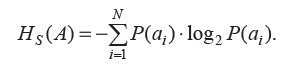 H_S(A) = −∑_{i=1}^{N} P(a_i) · log_2 P(a_i).